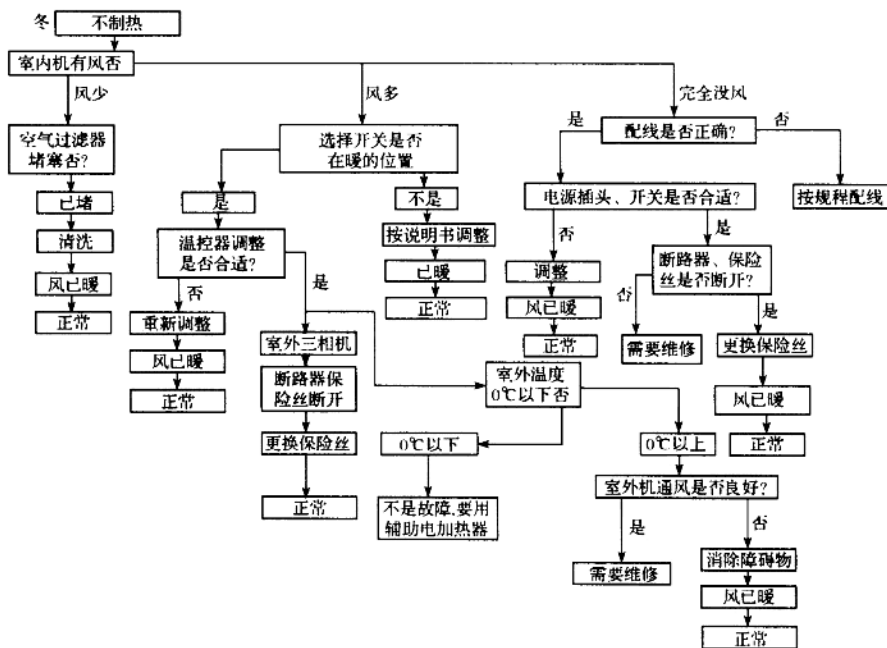 冬
不制热
室内机有风否
风少
风多
完全没风
空气过滤器
堵塞否?
已堵
清洗
风已暖
正常
选择开关是否
在暖的位置
是
不是
按说明书调整
已暖
正常
温控器调整
是否合适?
否
重新调整
风已暖
正常
是
室外三相机
断路器保
险丝断开
更换保险丝
正常
室外温度
0℃以下否
0℃以下
不是故障,要用
辅助电加热器
0℃以上
室外机通风是否良好?
是
需要维修
否
消除障碍物
风已暖
正常
配线是否正确?
是
否
按规程配线
电源插头、开关是否合适?
否
调整
风已暖
正常
是
断路器、保险
丝是否断开?
否
需要维修
是
更换保险丝
风已暖
正常